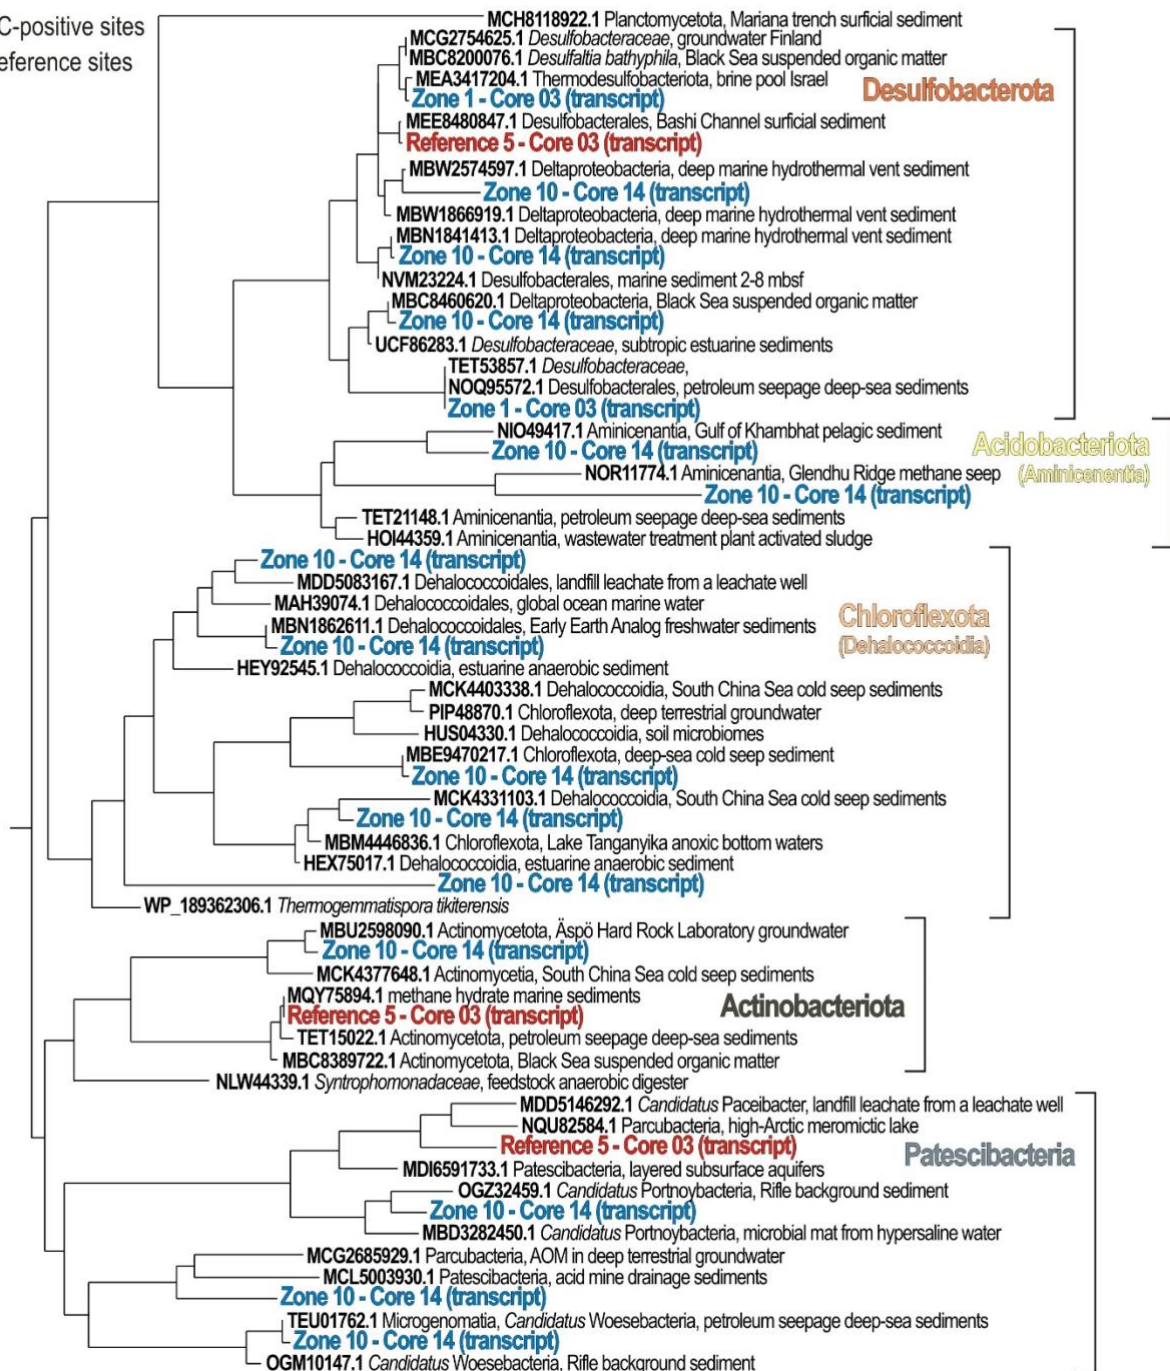 C-positive sites
MCH8118922.1 Planctomycetota, Mariana trench surficial sediment
eference sites
MCG2754625.1 Desulfobacteraceae, groundwater Finland
MBC8200076.1 Desulfaltia bathyphila, Black Sea suspended organic matter
MEA3417204.1 Thermodesulfobacteriota, brine pool Israel
Desulfobacterota
Zone 1 - Core 03 (transcript)
MEE8480847.1 Desulfobacterales, Bashi Channel surficial sediment
Reference 5 - Core 03 (transcript)
MBW2574597.1 Deltaproteobacteria, deep marine hydrothermal vent sediment
Zone 10 - Core 14 (transcript)
MBW1866919.1 Deltaproteobacteria, deep marine hydrothermal vent sediment
MBN1841413.1 Deltaproteobacteria, deep marine hydrothermal vent sediment
Zone 10 - Core 14 (transcript)
NVM23224.1 Desulfobacterales, marine sediment 2-8 mbsf
MBC8460620.1 Deltaproteobacteria, Black Sea suspended organic matter
Zone 10 - Core 14 (transcript)
UCF86283.1 Desulfobacteraceae, subtropic estuarine sediments
TET53857.1 Desulfobacteraceae,
NOQ95572.1 Desulfobacterales, petroleum seepage deep-sea sediments
Zone 1 - Core 03 (transcript)
NIO49417.1 Aminicenantia, Gulf of Khambhat pelagic sediment
Acidobacteriota
Zone 10 - Core 14 (transcript)
NOR11774.1 Aminicenantia, Glendhu Ridge methane seep
(Aminicenentia)
Zone 10 - Core 14 (transcript)
TET21148.1 Aminicenantia, petroleum seepage deep-sea sediments
HOI44359.1 Aminicenantia, wastewater treatment plant activated sludge
Zone 10 - Core 14 (transcript)
MDD5083167.1 Dehalococcoidales, landfill leachate from a leachate well
MAH39074.1 Dehalococcoidales, global ocean marine water
Chloroflexota
MBN1862611.1 Dehalococcoidales, Early Earth Analog freshwater sediments
(Dehalococcoidia)
Zone 10 - Core 14 (transcript)
HEY92545.1 Dehalococcoidia, estuarine anaerobic sediment
MCK4403338.1 Dehalococcoidia, South China Sea cold seep sediments
PIP48870.1 Chloroflexota, deep terrestrial groundwater
HUS04330.1 Dehalococcoidia, soil microbiomes
MBE9470217.1 Chloroflexota, deep-sea cold seep sediment
Zone 10 - Core 14 (transcript)
MCK4331103.1 Dehalococcoidia, South China Sea cold seep sediments
Zone 10 - Core 14 (transcript)
MBM4446836.1 Chloroflexota, Lake Tanganyika anoxic bottom waters
HEX75017.1 Dehalococcoidia, estuarine anaerobic sediment
Zone 10 - Core 14 (transcript)
WP_189362306.1 Thermogemmatispora tikiterensis
MBU2598090.1 Actinomycetota, Äspö Hard Rock Laboratory groundwater
Zone 10 - Core 14 (transcript)
MCK4377648.1 Actinomycetia, South China Sea cold seep sediments
MQY75894.1 methane hydrate marine sediments
Actinobacteriota
Reference 5 - Core 03 (transcript)
TET15022.1 Actinomycetota, petroleum seepage deep-sea sediments
MBC8389722.1 Actinomycetota, Black Sea suspended organic matter
NLW44339.1 Syntrophomonadaceae, feedstock anaerobic digester
MDD5146292.1 Candidatus Paceibacter, landfill leachate from a leachate well
NQU82584.1 Parcubacteria, high-Arctic meromictic lake
Reference 5 - Core 03 (transcript)
Patescibacteria
MDI6591733.1 Patescibacteria, layered subsurface aquifers
OGZ32459.1 Candidatus Portnoybacteria, Rifle background sediment
Zone 10 - Core 14 (transcript)
MBD3282450.1 Candidatus Portnoybacteria, microbial mat from hypersaline water
MCG2685929.1 Parcubacteria, AOM in deep terrestrial groundwater
MCL5003930.1 Patescibacteria, acid mine drainage sediments
Zone 10 - Core 14 (transcript)
TEU01762.1 Microgenomatia, Candidatus Woesebacteria, petroleum seepage deep-sea sediments
Zone 10 - Core 14 (transcript)
OGM10147.1 Candidatus Woesebacteria, Rifle background sediment